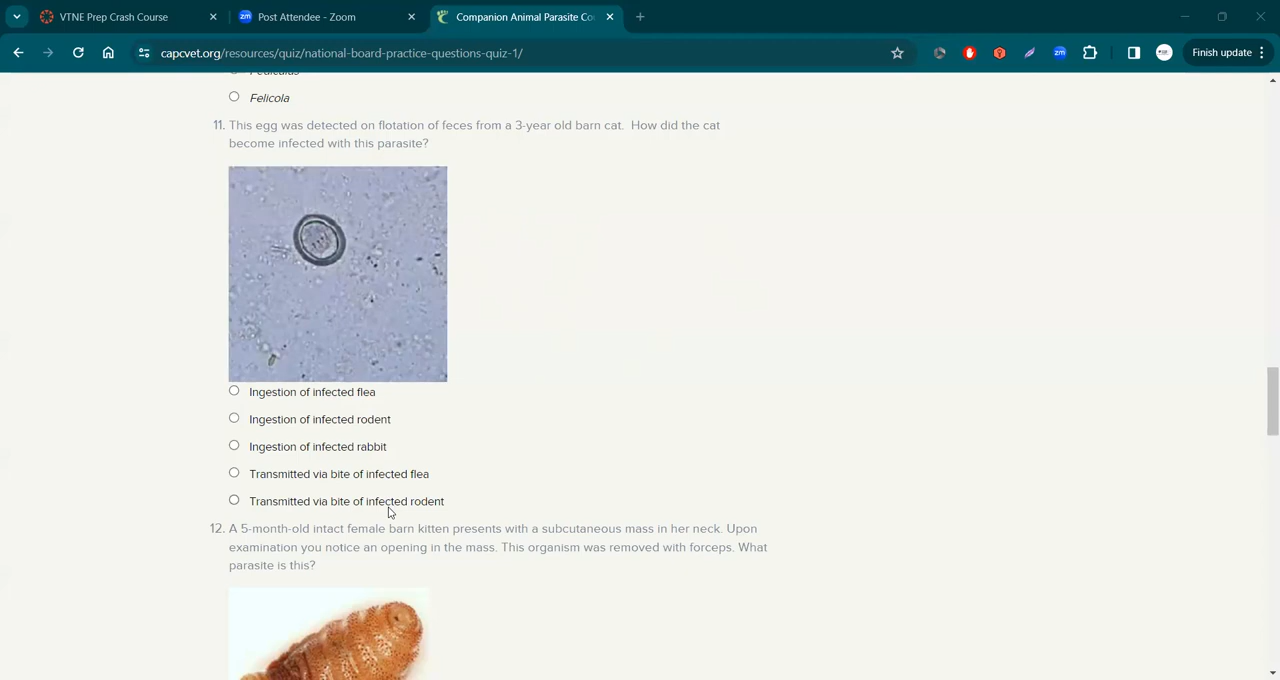 VTNE Prep Crash Course
Post Attendee - Zoom
Companion Animal Parasite Co
capcvet.org/resources/quiz/national-board-practice-questions-quiz-1/
zm
Finish update
Pediculus
Felicola
11. This egg was detected on flotation of feces from a 3-year old barn cat. How did the cat
become infected with this parasite?
Ingestion of infected flea
Ingestion of infected rodent
Ingestion of infected rabbit
Transmitted via bite of infected flea
Transmitted via bite of infected rodent
12. A 5-month-old intact female barn kitten presents with a subcutaneous mass in her neck. Upon
examination you notice an opening in the mass. This organism was removed with forceps. What
parasite is this?